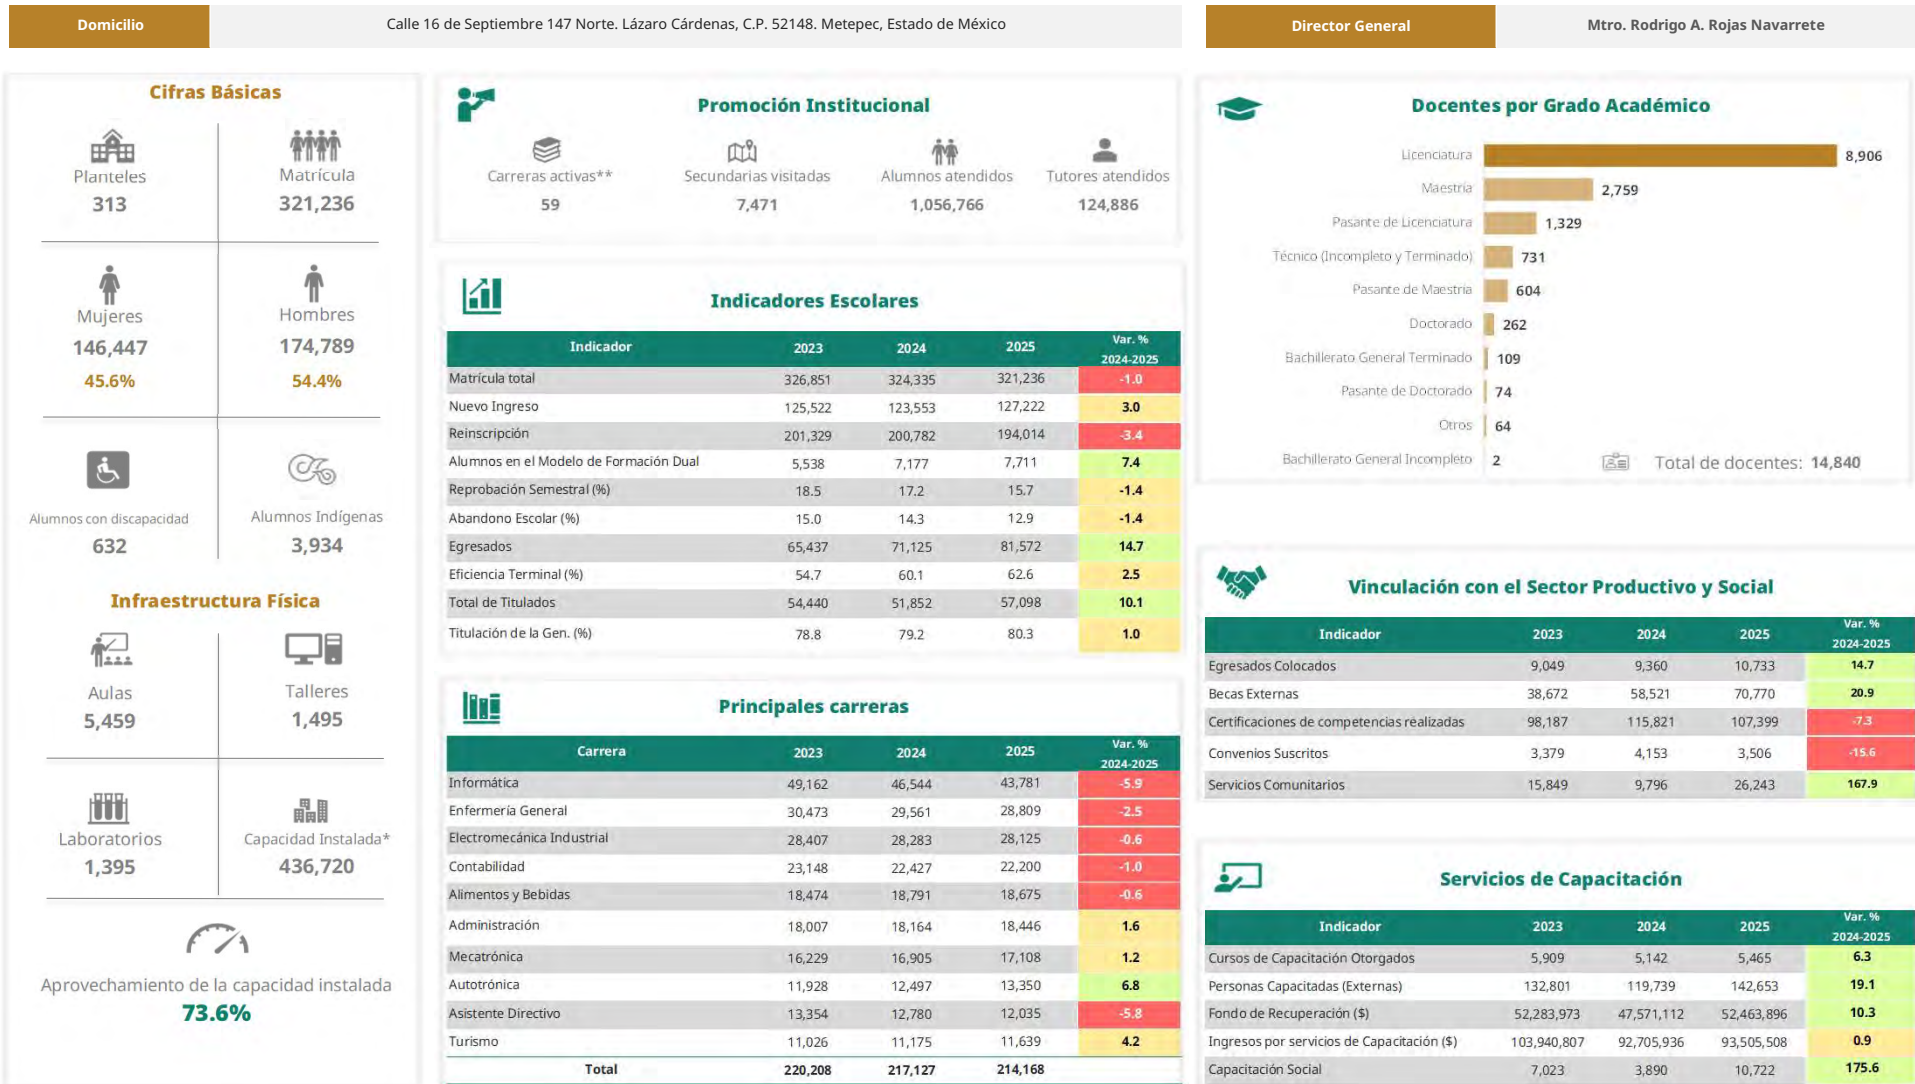 Domicilio
Calle 16 de Septiembre 147 Norte. Lázaro Cárdenas, C.P. 52148. Metepec, Estado de México
Director General
Mtro. Rodrigo A. Rojas Navarrete
Cifras Básicas
Planteles
313
Matrícula
321,236
Mujeres
146,447
45.6%
Hombres
174,789
54.4%
Alumnos con discapacidad
632
Alumnos Indígenas
3,934
Infraestructura Física
Aulas
5,459
Talleres
1,495
Laboratorios
1,395
Capacidad Instalada*
436,720
Aprovechamiento de la capacidad instalada
73.6%
Promoción Institucional
Carreras activas**
59
Secundarias visitadas
7,471
Alumnos atendidos
1,056,766
Tutores atendidos
124,886
Indicadores Escolares
Indicador 2023 2024 2025 Var. % 2024-2025
Matrícula total 326,851 324,335 321,236 -1.0
Nuevo Ingreso 125,522 123,553 127,222 3.0
Reinscripción 201,329 200,782 194,014 -3.4
Alumnos en el Modelo de Formación Dual 5,538 7,177 7,711 7.4
Reprobación Semestral (%) 18.5 17.2 15.7 -1.4
Abandono Escolar (%) 15.0 14.3 12.9 -1.4
Egresados 65,437 71,125 81,572 14.7
Eficiencia Terminal (%) 54.7 60.1 62.6 2.5
Total de Titulados 54,440 51,852 57,098 10.1
Titulación de la Gen. (%) 78.8 79.2 80.3 1.0
Principales carreras
Carrera 2023 2024 2025 Var. % 2024-2025
Informática 49,162 46,544 43,781 -5.9
Enfermería General 30,473 29,561 28,809 -2.5
Electromecánica Industrial 28,407 28,283 28,125 -0.6
Contabilidad 23,148 22,427 22,200 -1.0
Alimentos y Bebidas 18,474 18,791 18,675 -0.6
Administración 18,007 18,164 18,446 1.6
Mecatrónica 16,229 16,905 17,108 1.2
Autotrónica 11,928 12,497 13,350 6.8
Asistente Directivo 13,354 12,780 12,035 -5.8
Turismo 11,026 11,175 11,639 4.2
Total 220,208 217,127 214,168
Docentes por Grado Académico
Licenciatura 8,906
Maestría 2,759
Pasante de Licenciatura 1,329
Técnico (Incompleto y Terminado) 731
Pasante de Maestría 604
Doctorado 262
Bachillerato General Terminado 109
Pasante de Doctorado 74
Otros 64
Bachillerato General Incompleto 2
Total de docentes: 14,840
Vinculación con el Sector Productivo y Social
Indicador 2023 2024 2025 Var. % 2024-2025
Egresados Colocados 9,049 9,360 10,733 14.7
Becas Externas 38,672 58,521 70,770 20.9
Certificaciones de competencias realizadas 98,187 115,821 107,399 -7.3
Convenios Suscritos 3,379 4,153 3,506 -15.6
Servicios Comunitarios 15,849 9,796 26,243 167.9
Servicios de Capacitación
Indicador 2023 2024 2025 Var. % 2024-2025
Cursos de Capacitación Otorgados 5,909 5,142 5,465 6.3
Personas Capacitadas (Externas) 132,801 119,739 142,653 19.1
Fondo de Recuperación ($) 52,283,973 47,571,112 52,463,896 10.3
Ingresos por servicios de Capacitación ($) 103,940,807 92,705,936 93,505,508 0.9
Capacitación Social 7,023 3,890 10,722 175.6